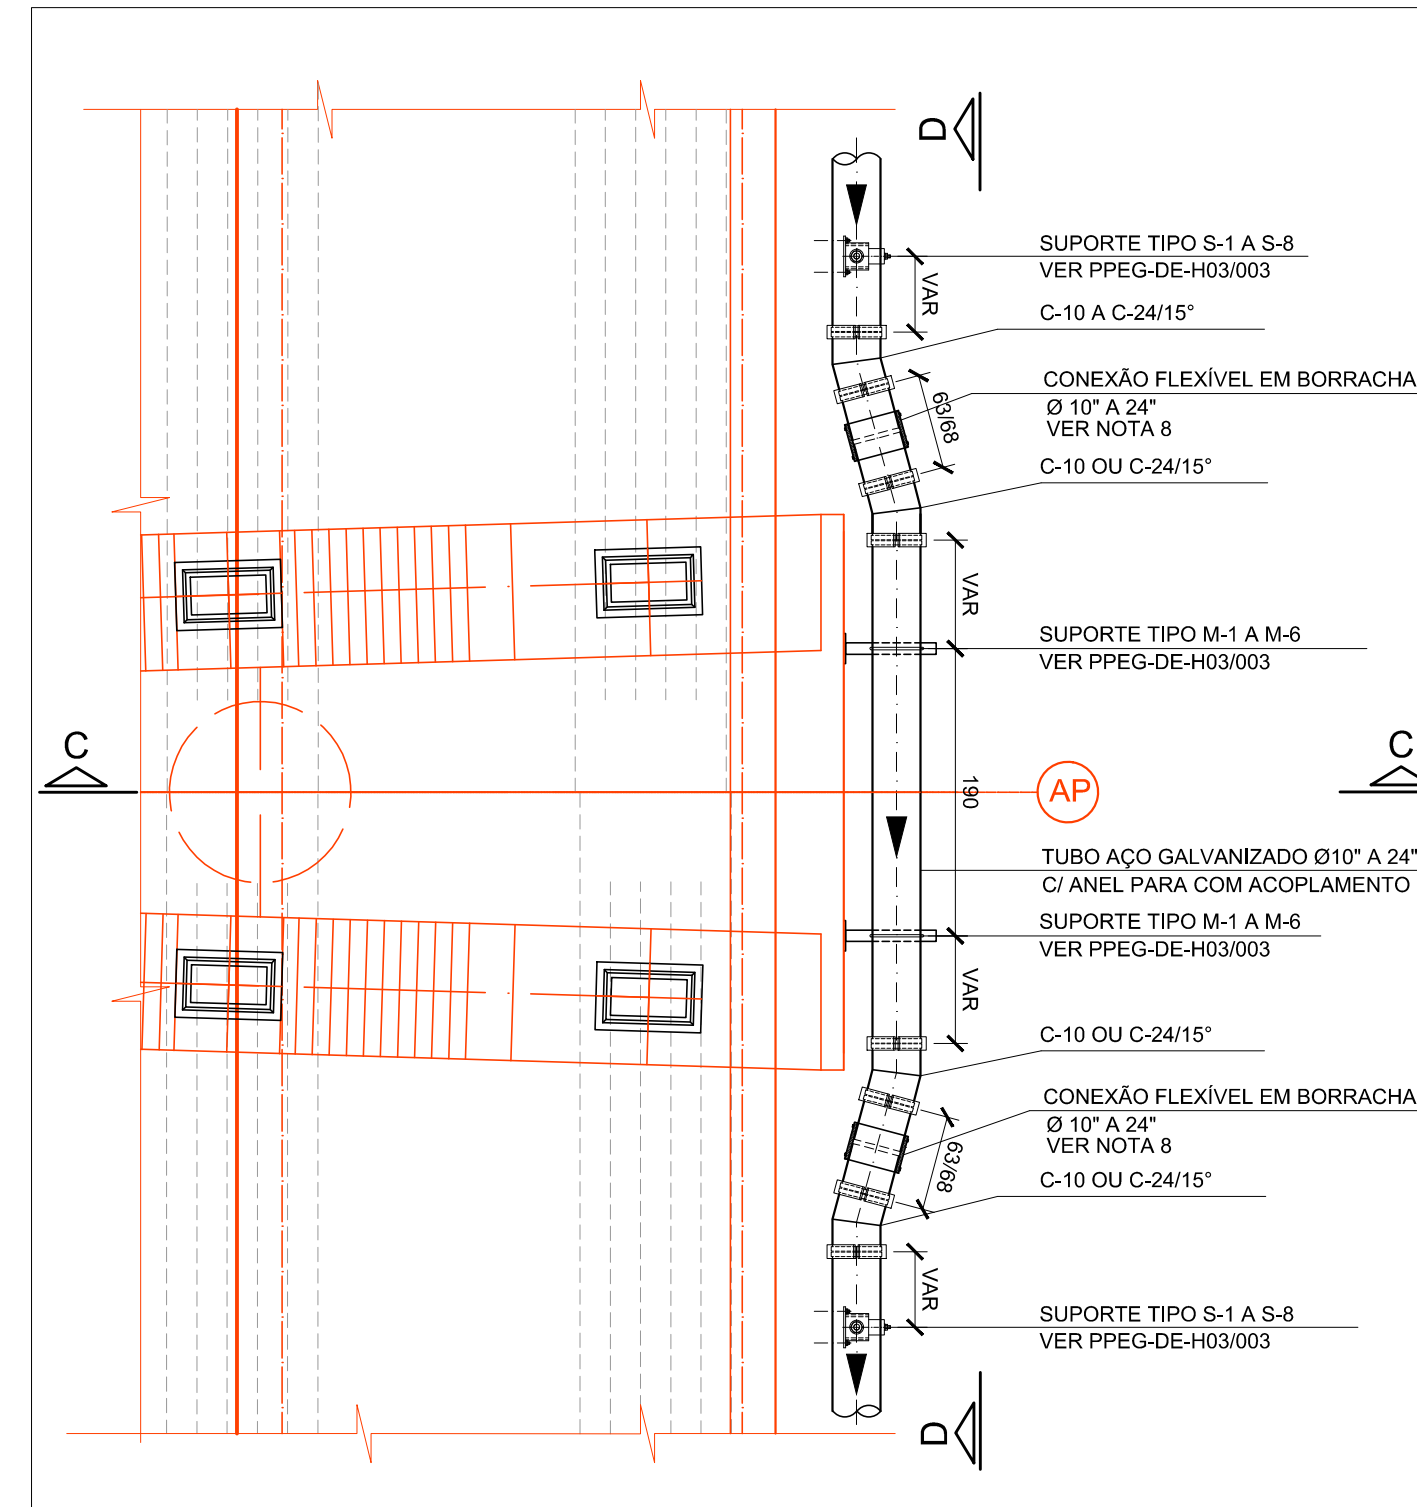 D
SUPORTE TIPO S-1 A S-8
VER PPEG-DE-H03/003
VAR
C-10 A C-24/15°
CONEXÃO FLEXÍVEL EM BORRACHA
Ø 10" A 24"
VER NOTA 8
63/68
C-10 OU C-24/15°
VAR
SUPORTE TIPO M-1 A M-6
VER PPEG-DE-H03/003
C
C
190
AP
TUBO AÇO GALVANIZADO Ø10" A 24"
C/ ANEL PARA COM ACOPLAMENTO
SUPORTE TIPO M-1 A M-6
VER PPEG-DE-H03/003
VAR
C-10 OU C-24/15°
CONEXÃO FLEXÍVEL EM BORRACHA
Ø 10" A 24"
VER NOTA 8
63/68
C-10 OU C-24/15°
VAR
SUPORTE TIPO S-1 A S-8
VER PPEG-DE-H03/003
D